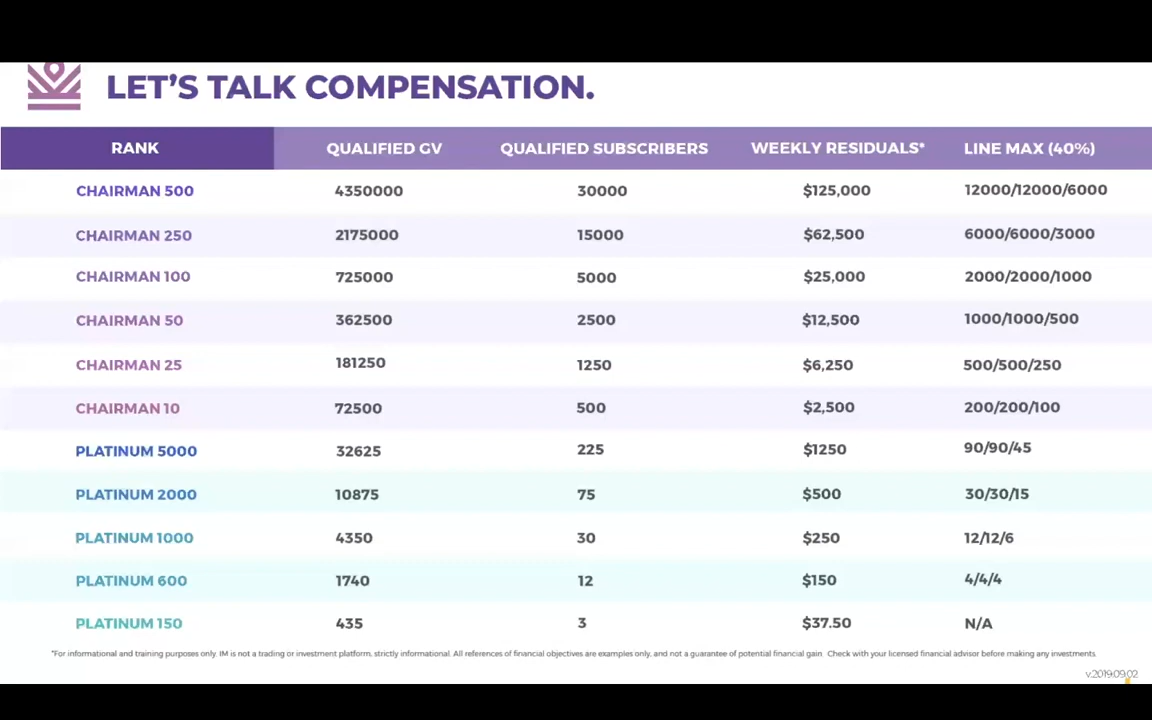 LET'S TALK COMPENSATION.
RANK QUALIFIED GV QUALIFIED SUBSCRIBERS WEEKLY RESIDUALS* LINE MAX (40%)
CHAIRMAN 500 4350000 30000 $125,000 12000/12000/6000
CHAIRMAN 250 2175000 15000 $62,500 6000/6000/3000
CHAIRMAN 100 725000 5000 $25,000 2000/2000/1000
CHAIRMAN 50 362500 2500 $12,500 1000/1000/500
CHAIRMAN 25 181250 1250 $6,250 500/500/250
CHAIRMAN 10 72500 500 $2,500 200/200/100
PLATINUM 5000 32625 225 $1250 90/90/45
PLATINUM 2000 10875 75 $500 30/30/15
PLATINUM 1000 4350 30 $250 12/12/6
PLATINUM 600 1740 12 $150 4/4/4
PLATINUM 150 435 3 $37.50 N/A
*For informational and training purposes only. IM is not a trading or investment platform, strictly informational. All references of financial objectives are examples only, and not a guarantee of potential financial gain. Check with your licensed financial advisor before making any investments.
v.2019.09.02